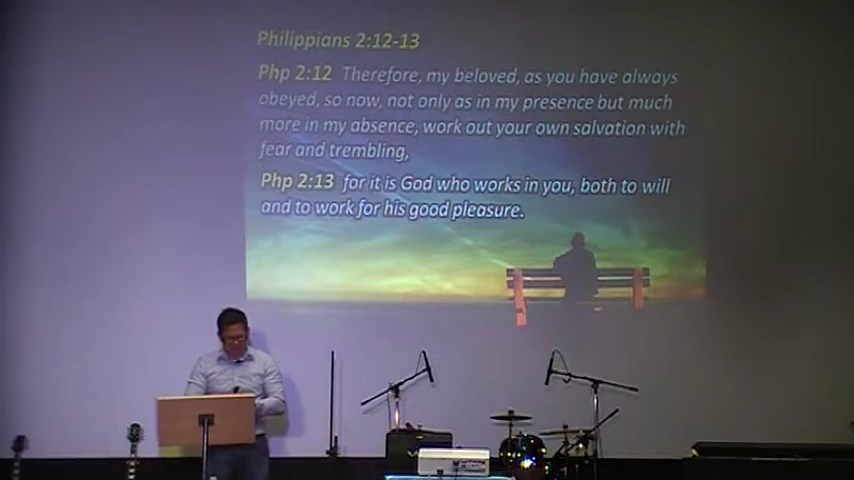 Philippians 2:12-13
Php 2:12 Therefore, my beloved, as you have always
obeyed, so now, not only as in my presence but much
more in my absence, work out your own salvation with
fear and trembling,
Php 2:13 for it is God who works in you, both to will
and to work for his good pleasure.